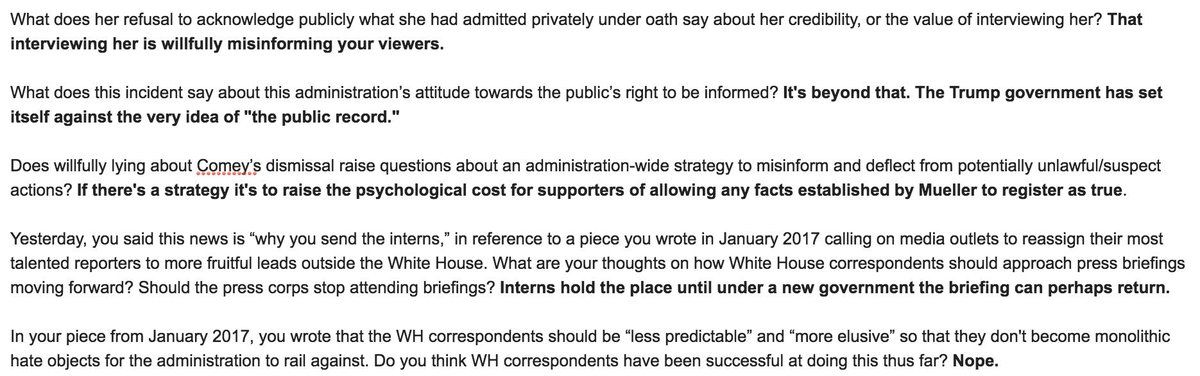 What does her refusal to acknowledge publicly what she had admitted privately under oath say about her credibility, or the value of interviewing her? That
interviewing her is willfully misinforming your viewers.
What does this incident say about this administration's attitude towards the public's right to be informed? It's beyond that. The Trump government has set
itself against the very idea of "the public record."
Does willfully lying about Comey's dismissal raise questions about an administration-wide strategy to misinform and deflect from potentially unlawful/suspect
actions? If there's a strategy it's to raise the psychological cost for supporters of allowing any facts established by Mueller to register as true.
Yesterday, you said this news is “why you send the interns,” in reference to a piece you wrote in January 2017 calling on media outlets to reassign their most
talented reporters to more fruitful leads outside the White House. What are your thoughts on how White House correspondents should approach press briefings
moving forward? Should the press corps stop attending briefings? Interns hold the place until under a new government the briefing can perhaps return.
In your piece from January 2017, you wrote that the WH correspondents should be “less predictable” and “more elusive” so that they don't become monolithic
hate objects for the administration to rail against. Do you think WH correspondents have been successful at doing this thus far? Nope.